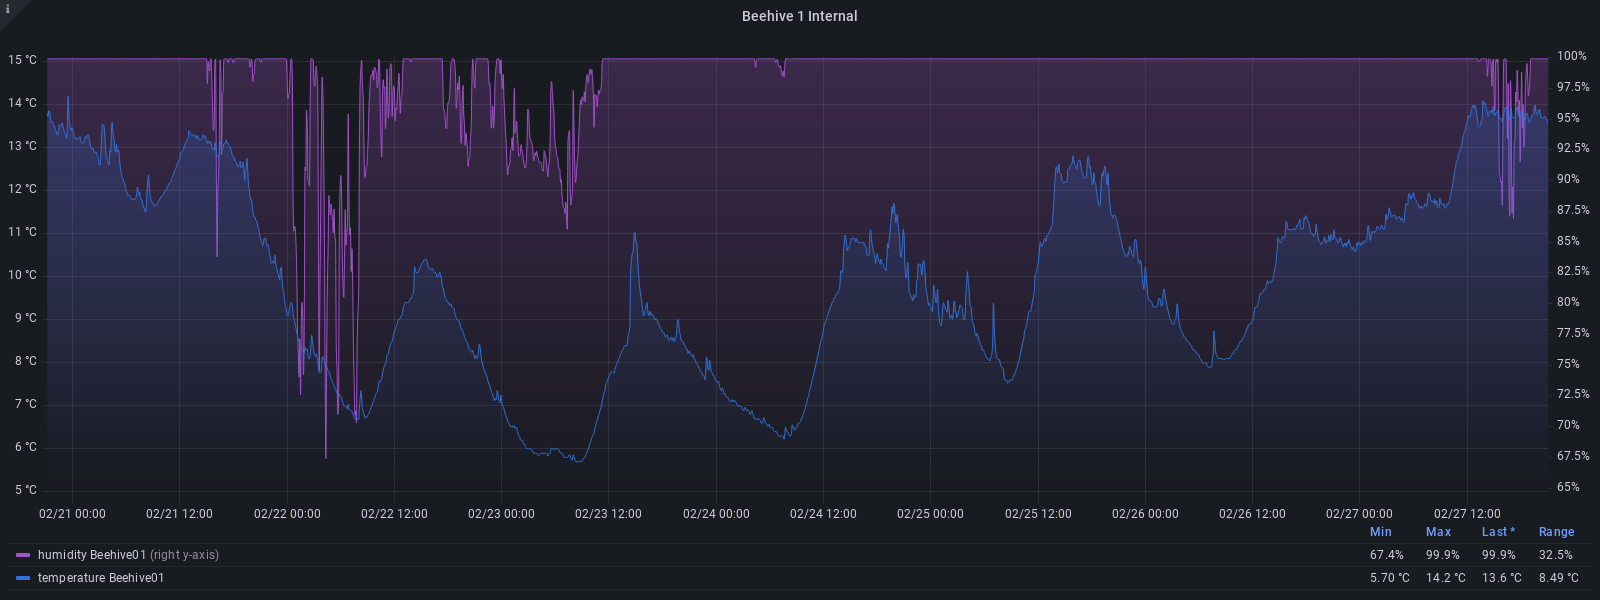 i
Beehive 1 Internal
15 °C
14 °C
13 °C
12 °C
11 °C
10 °C
9 °C
8 °C
7 °C
6 °C
5 °C
100%
97.5%
95%
92.5%
90%
87.5%
85%
82.5%
80%
77.5%
75%
72.5%
70%
67.5%
65%
02/21 00:00 02/21 12:00 02/22 00:00 02/22 12:00 02/23 00:00 02/23 12:00 02/24 00:00 02/24 12:00 02/25 00:00 02/25 12:00 02/26 00:00 02/26 12:00 02/27 00:00 02/27 12:00
Min Max Last * Range
humidity Beehive01 (right y-axis) 67.4% 99.9% 99.9% 32.5%
temperature Beehive01 5.70 °C 14.2 °C 13.6 °C 8.49 °C